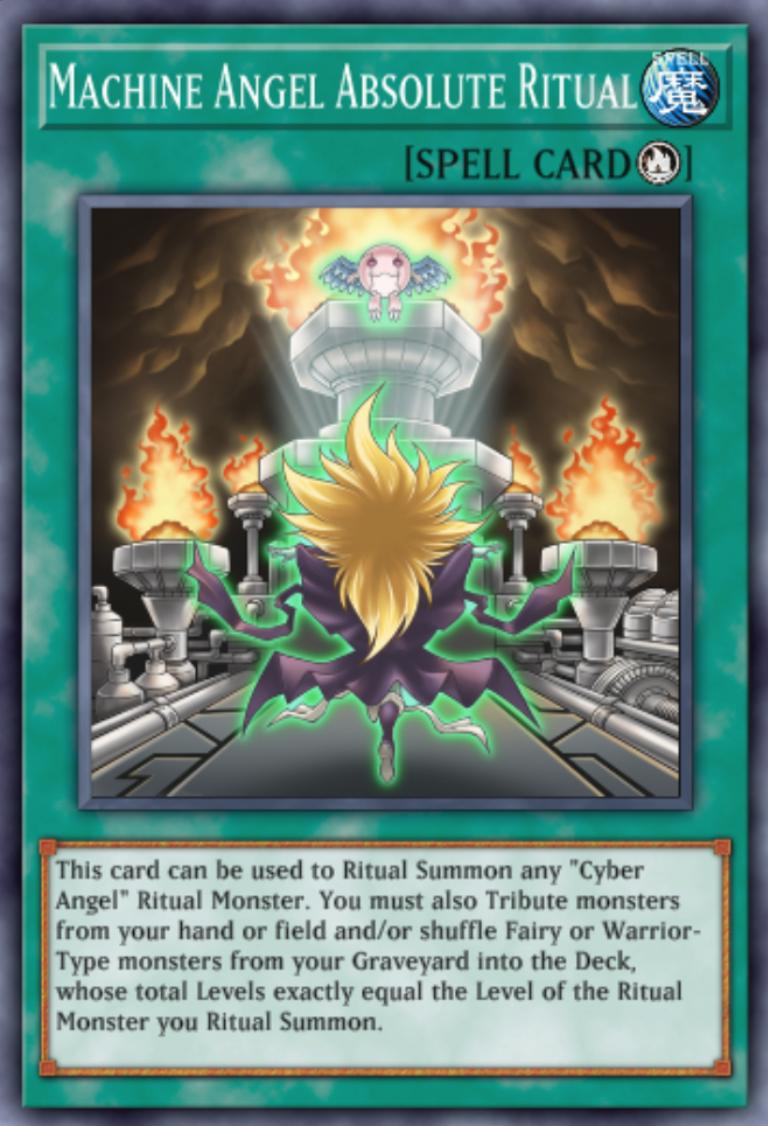 MACHINE ANGEL ABSOLUTE RITUAL
SPELL
魔
[SPELL CARD]
This card can be used to Ritual Summon any "Cyber
Angel" Ritual Monster. You must also Tribute monsters
from your hand or field and/or shuffle Fairy or Warrior-
Type monsters from your Graveyard into the Deck,
whose total Levels exactly equal the Level of the Ritual
Monster you Ritual Summon.